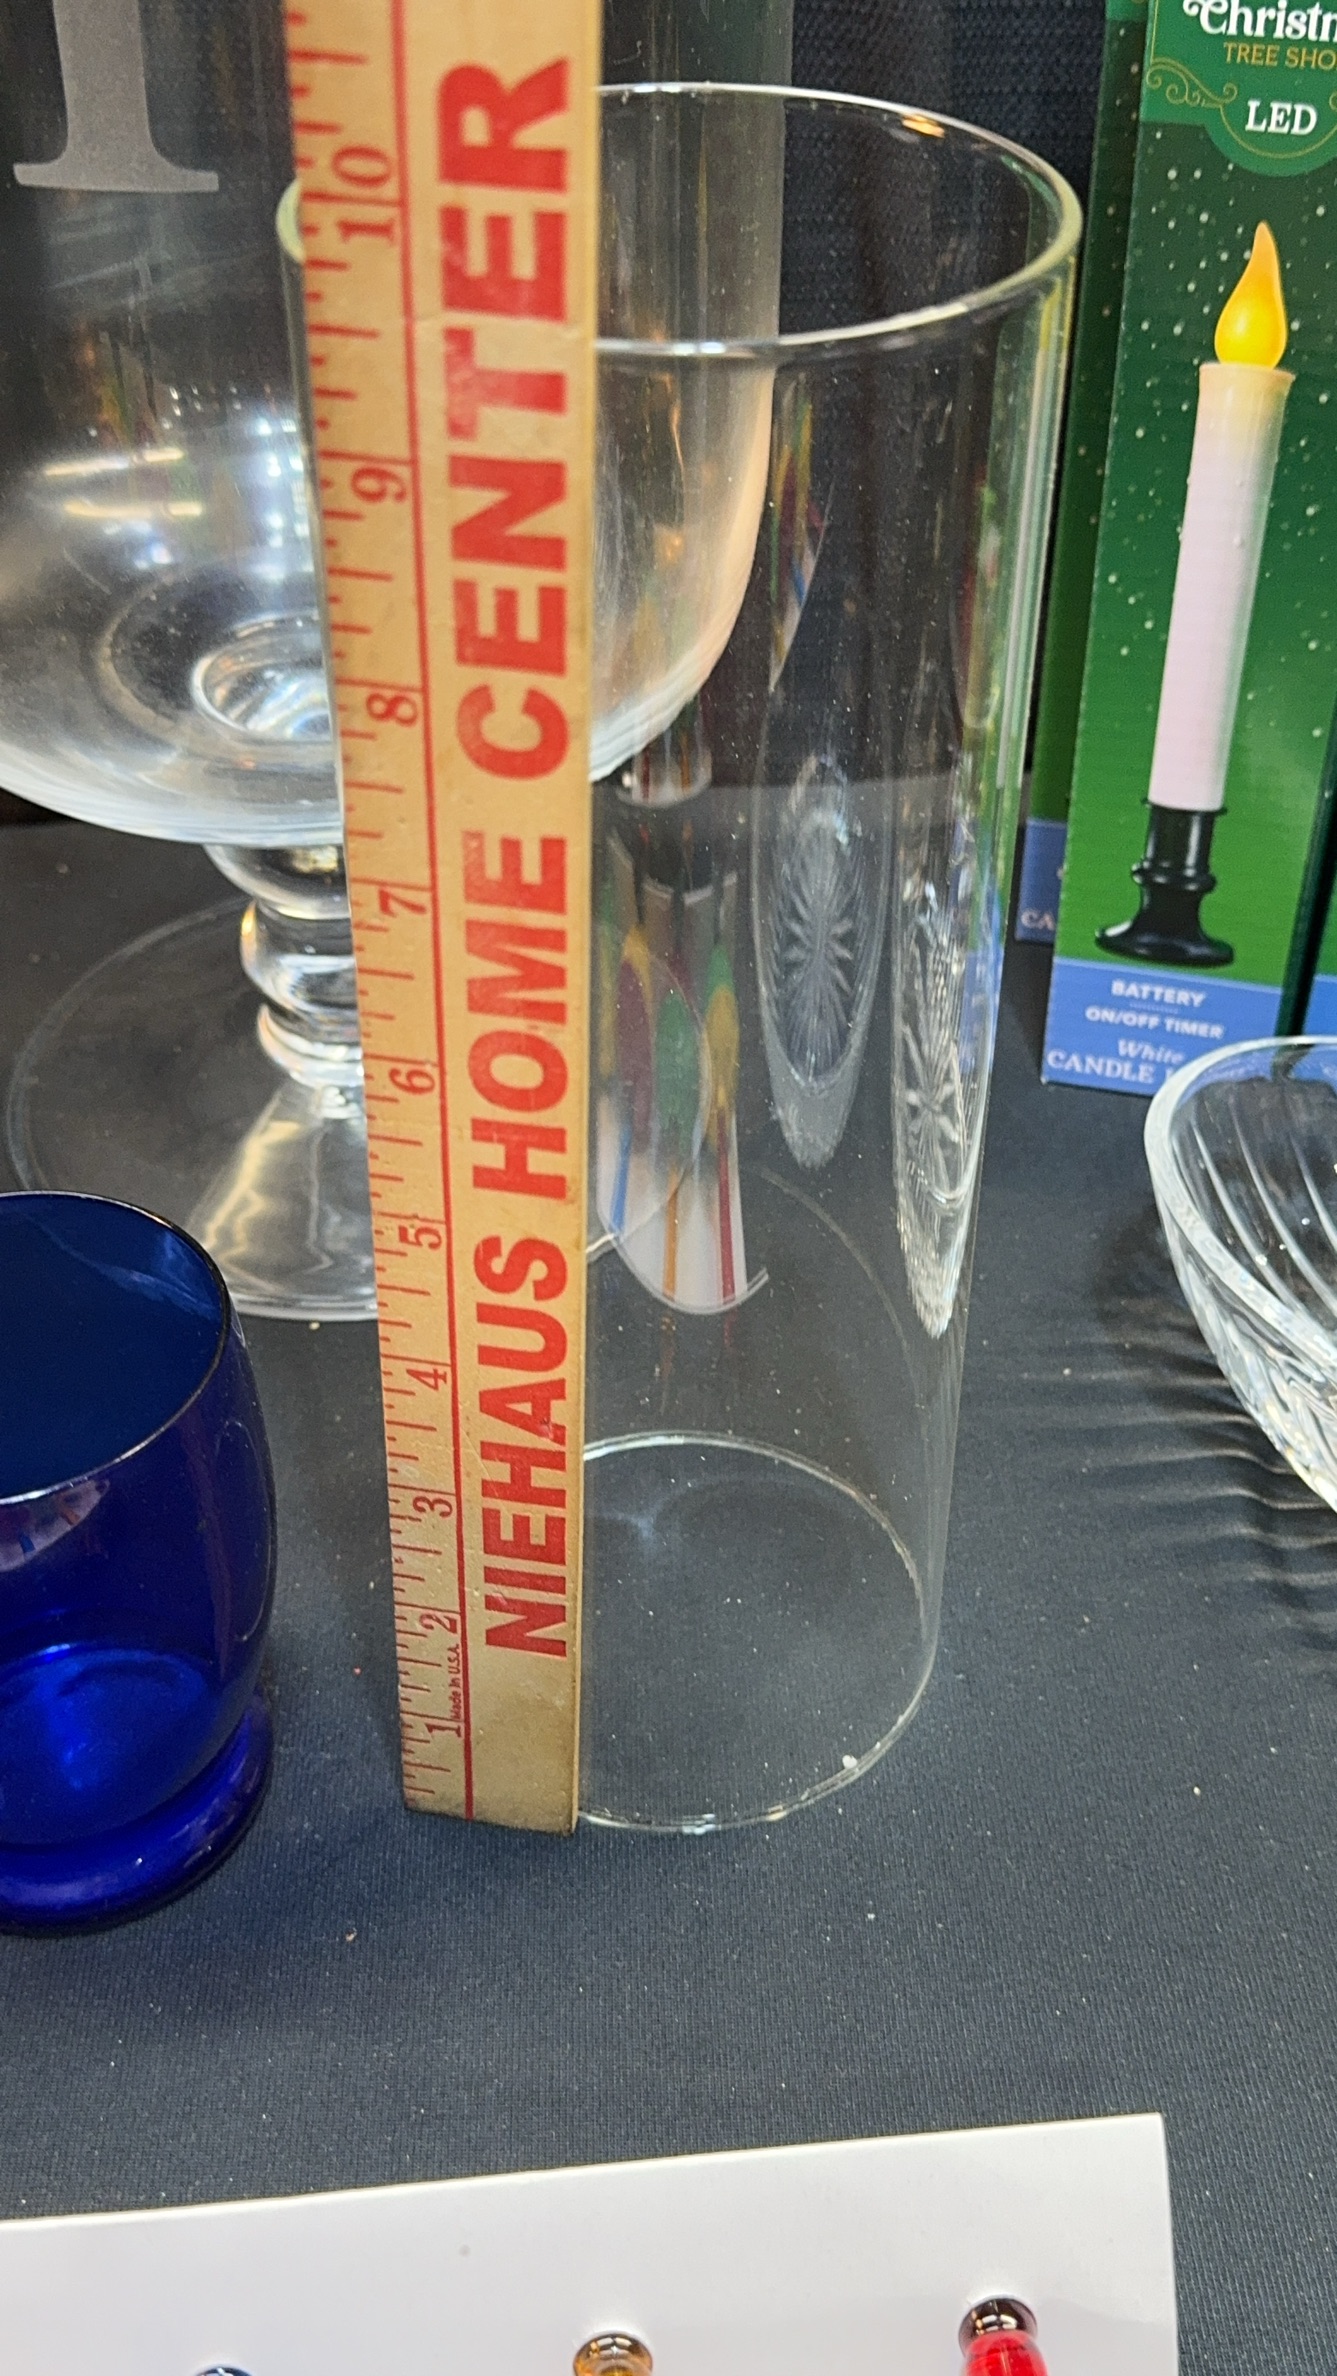 NIEHAUS HOME CENTER
1
2
3
4
5
6
7
8
9
10
Made in U.S.A.
TREE SHO
LED
BATTERY
ON/OFF TIMER
White
CANDLE
CA